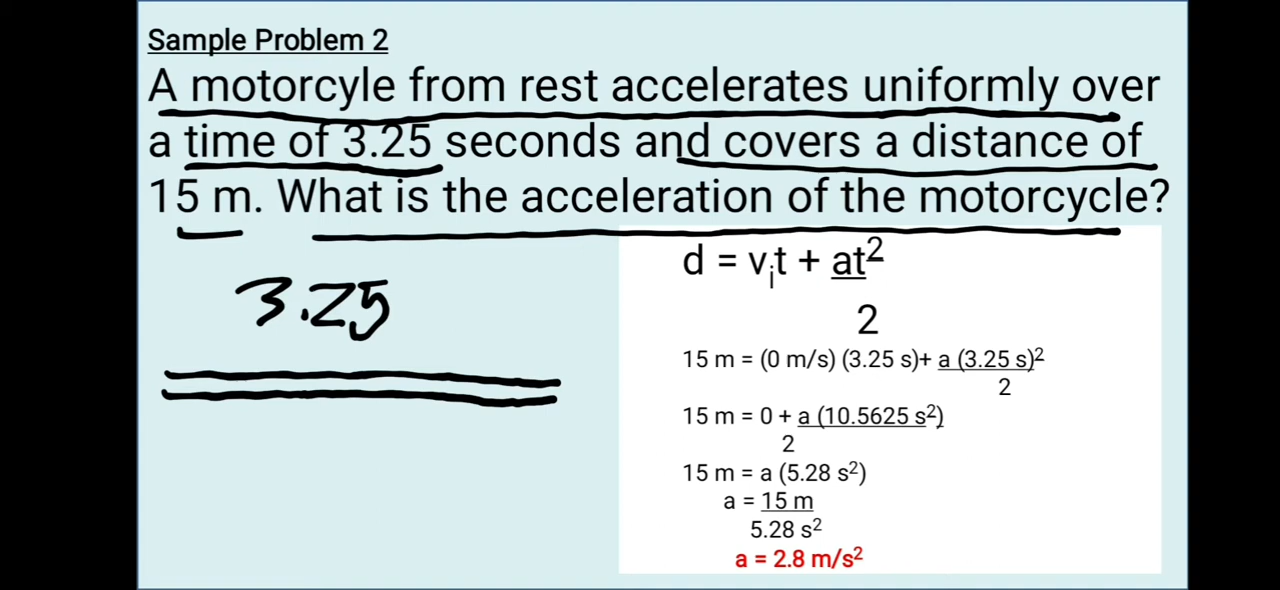 Sample Problem 2
A motorcyle from rest accelerates uniformly over
a time of 3.25 seconds and covers a distance of
15 m. What is the acceleration of the motorcycle?
d = vᵢt + at²
2
3.25
15 m = (0 m/s) (3.25 s)+ a (3.25 s)²
2
15 m = 0 + a (10.5625 s²)
2
15 m = a (5.28 s²)
a = 15 m
5.28 s²
a = 2.8 m/s²